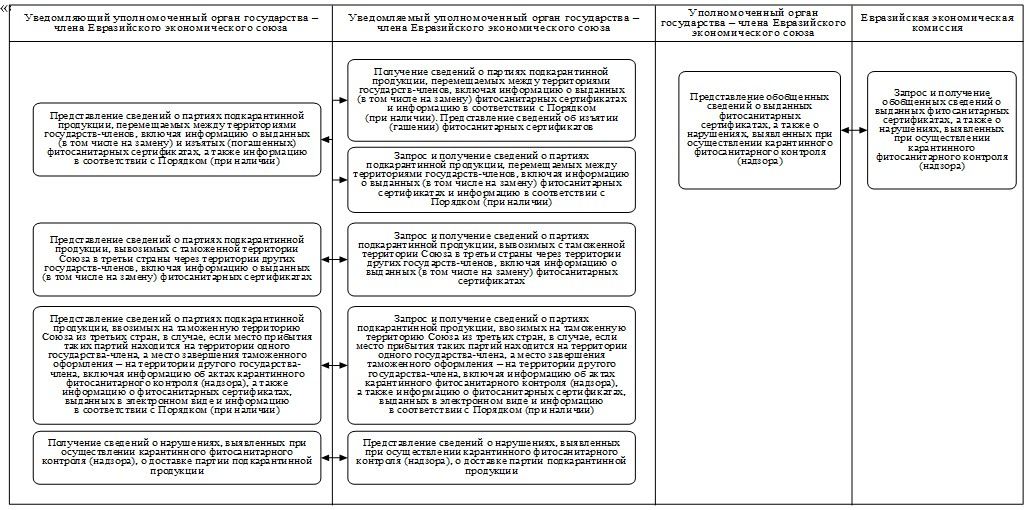 «
Уведомляющий уполномоченный орган государства –
члена Евразийского экономического союза
Уведомляемый уполномоченный орган государства –
члена Евразийского экономического союза
Уполномоченный орган
государства – члена Евразийского
экономического союза
Евразийская экономическая
комиссия
Представление сведений о партиях подкарантинной
продукции, перемещаемых между территориями
государств-членов, включая информацию о выданных
(в том числе на замену) и изъятых (погашенных)
фитосанитарных сертификатах, а также информацию
в соответствии с Порядком (при наличии)
Получение сведений о партиях подкарантинной
продукции, перемещаемых между территориями
государств-членов, включая информацию о выданных
(в том числе на замену) фитосанитарных сертификатах
и информацию в соответствии с Порядком
(при наличии). Представление сведений об изъятии
(гашении) фитосанитарных сертификатов
Запрос и получение сведений о партиях
подкарантинной продукции, перемещаемых между
территориями государств-членов, включая информацию
о выданных (в том числе на замену) фитосанитарных
сертификатах и информацию в соответствии с
Порядком (при наличии)
Представление обобщенных
сведений о выданных
фитосанитарных
сертификатах, а также о
нарушениях, выявленных при
осуществлении карантинного
фитосанитарного контроля
(надзора)
Запрос и получение
обобщенных сведений о
выданных фитосанитарных
сертификатах, а также о
нарушениях, выявленных
при осуществлении
карантинного
фитосанитарного контроля
(надзора)
Представление сведений о партиях подкарантинной
продукции, вывозимых с таможенной территории
Союза в третьи страны через территории других
государств-членов, включая информацию о выданных
(в том числе на замену) фитосанитарных сертификатах
Запрос и получение сведений о партиях
подкарантинной продукции, вывозимых с таможенной
территории Союза в третьи страны через территории
других государств-членов, включая информацию о
выданных (в том числе на замену) фитосанитарных
сертификатах
Представление сведений о партиях подкарантинной
продукции, ввозимых на таможенную территорию
Союза из третьих стран, в случае, если место прибытия
таких партий находится на территории одного
государства-члена, а место завершения таможенного
оформления – на территории другого государства-
члена, включая информацию об актах карантинного
фитосанитарного контроля (надзора), а также
информацию о фитосанитарных сертификатах,
выданных в электронном виде и информацию
в соответствии с Порядком (при наличии)
Запрос и получение сведений о партиях
подкарантинной продукции, ввозимых на таможенную
территорию Союза из третьих стран, в случае, если
место прибытия таких партий находится на территории
одного государства-члена, а место завершения
таможенного оформления – на территории другого
государства-члена, включая информацию об актах
карантинного фитосанитарного контроля (надзора),
а также информацию о фитосанитарных сертификатах,
выданных в электронном виде и информацию
в соответствии с Порядком (при наличии)
Получение сведений о нарушениях, выявленных при
осуществлении карантинного фитосанитарного
контроля (надзора), о доставке партии подкарантинной
продукции
Представление сведений о нарушениях, выявленных
при осуществлении карантинного фитосанитарного
контроля (надзора), о доставке партии подкарантинной
продукции